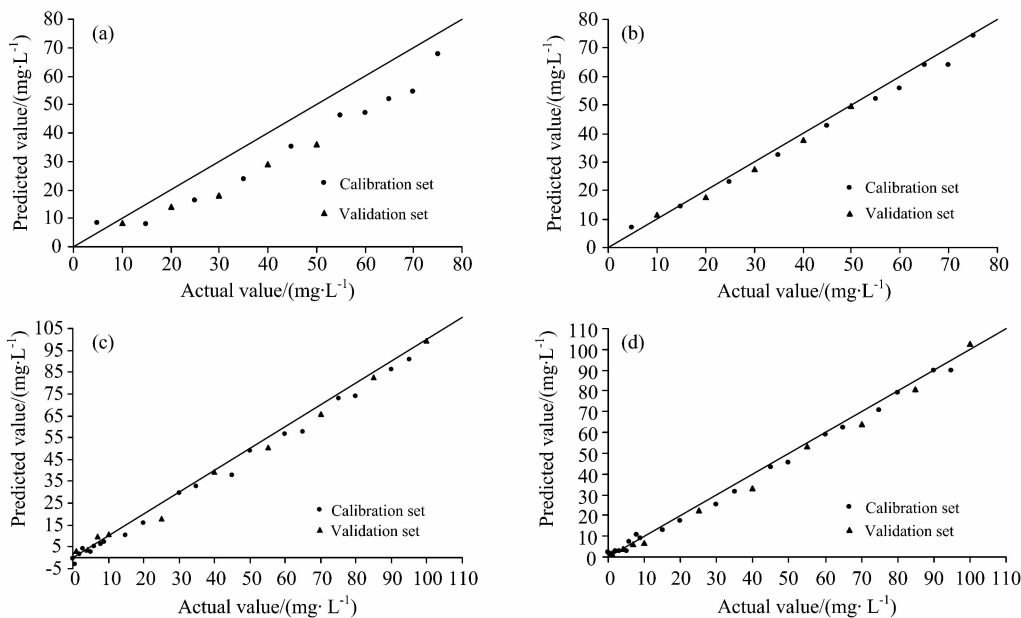 (a)
Predicted value/(mg·L-1)
80
70
60
50
40
30
20
10
0
Calibration set
Validation set
0 10 20 30 40 50 60 70 80
Actual value/(mg·L-1)
(b)
Predicted value/(mg·L-1)
80
70
60
50
40
30
20
10
0
Calibration set
Validation set
0 10 20 30 40 50 60 70 80
Actual value/(mg·L-1)
(c)
Predicted value/(mg·L-1)
105
95
85
75
65
55
45
35
25
15
5
-5
Calibration set
Validation set
0 10 20 30 40 50 60 70 80 90 100 110
Actual value/(mg· L-1)
(d)
Predicted value/(mg·L-1)
110
100
90
80
70
60
50
40
30
20
10
0
Calibration set
Validation set
0 10 20 30 40 50 60 70 80 90 100 110
Actual value/(mg· L-1)